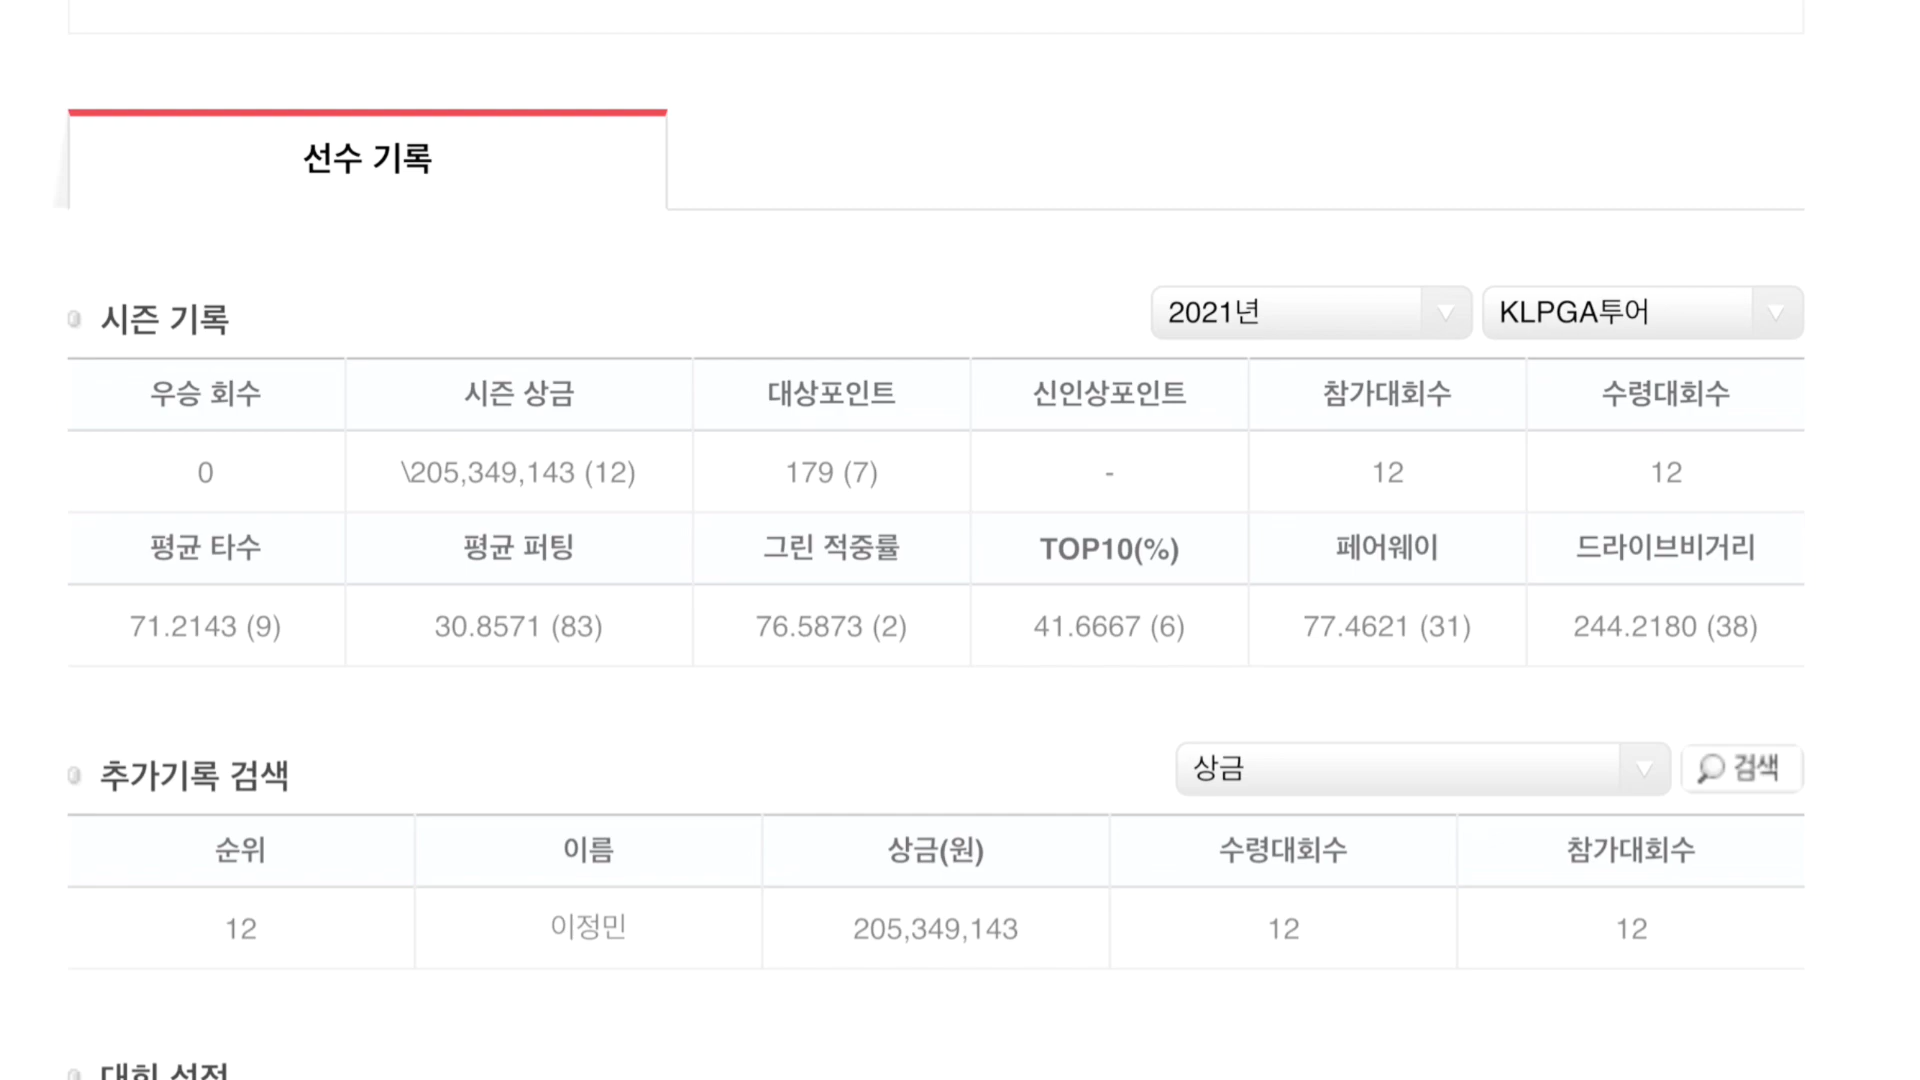 선수 기록
시즌 기록
2021년
KLPGA투어
우승 회수 시즌 상금 대상포인트 신인상포인트 참가대회수 수령대회수
0 \205,349,143 (12) 179 (7) - 12 12
평균 타수 평균 퍼팅 그린 적중률 TOP10(%) 페어웨이 드라이브비거리
71.2143 (9) 30.8571 (83) 76.5873 (2) 41.6667 (6) 77.4621 (31) 244.2180 (38)
추가기록 검색
상금
검색
순위 이름 상금(원) 수령대회수 참가대회수
12 이정민 205,349,143 12 12